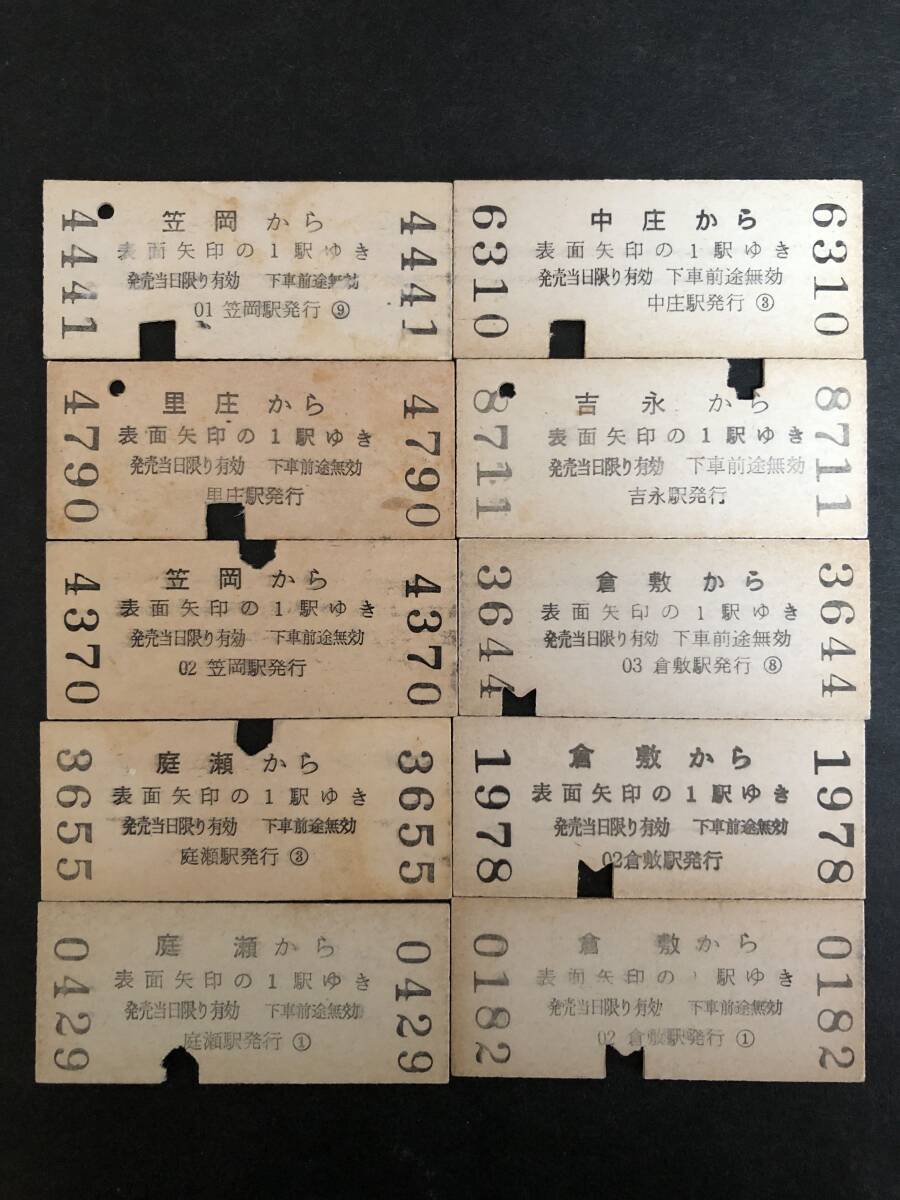 4441
笠岡から
表面矢印の1駅ゆき
発売当日限り有効 下車前途無効
01 笠岡駅発行 ⑨
4441
6310
中庄から
表面矢印の1駅ゆき
発売当日限り有効 下車前途無効
中庄駅発行 ③
6310
4790
里庄から
表面矢印の1駅ゆき
発売当日限り有効 下車前途無効
里庄駅発行
4790
8711
吉永から
表面矢印の1駅ゆき
発売当日限り有効 下車前途無効
吉永駅発行
8711
4370
笠岡から
表面矢印の1駅ゆき
発売当日限り有効 下車前途無効
02 笠岡駅発行
4370
3644
倉敷から
表面矢印の1駅ゆき
発売当日限り有効 下車前途無効
03 倉敷駅発行 ⑧
3644
3655
庭瀬から
表面矢印の1駅ゆき
発売当日限り有効 下車前途無効
庭瀬駅発行 ③
3655
1978
倉敷から
表面矢印の1駅ゆき
発売当日限り有効 下車前途無効
02倉敷駅発行
1978
0429
庭瀬から
表面矢印の1駅ゆき
発売当日限り有効 下車前途無効
庭瀬駅発行 ①
0429
0182
倉敷から
表面矢印の1駅ゆき
発売当日限り有効 下車前途無効
02 倉敷駅発行 ①
0182